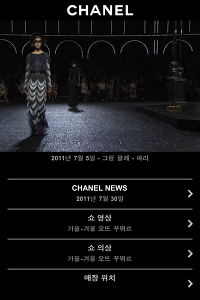 CHANEL
2011년 7월 5일 - 그랑 팔레 - 파리
CHANEL NEWS
2011년 7월 30일
쇼 영상
가을-겨울 오뜨 꾸뛰르
쇼 의상
가을-겨울 오뜨 꾸뛰르
매장 위치